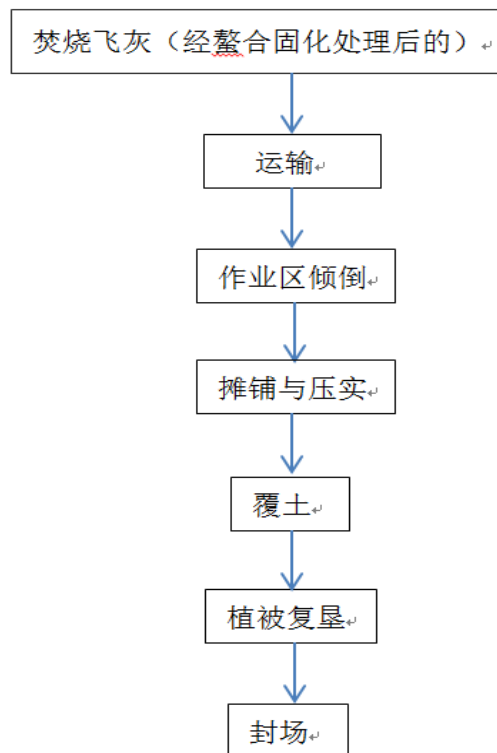 焚烧飞灰（经螯合固化处理后的）
运输
作业区倾倒
摊铺与压实
覆土
植被复垦
封场